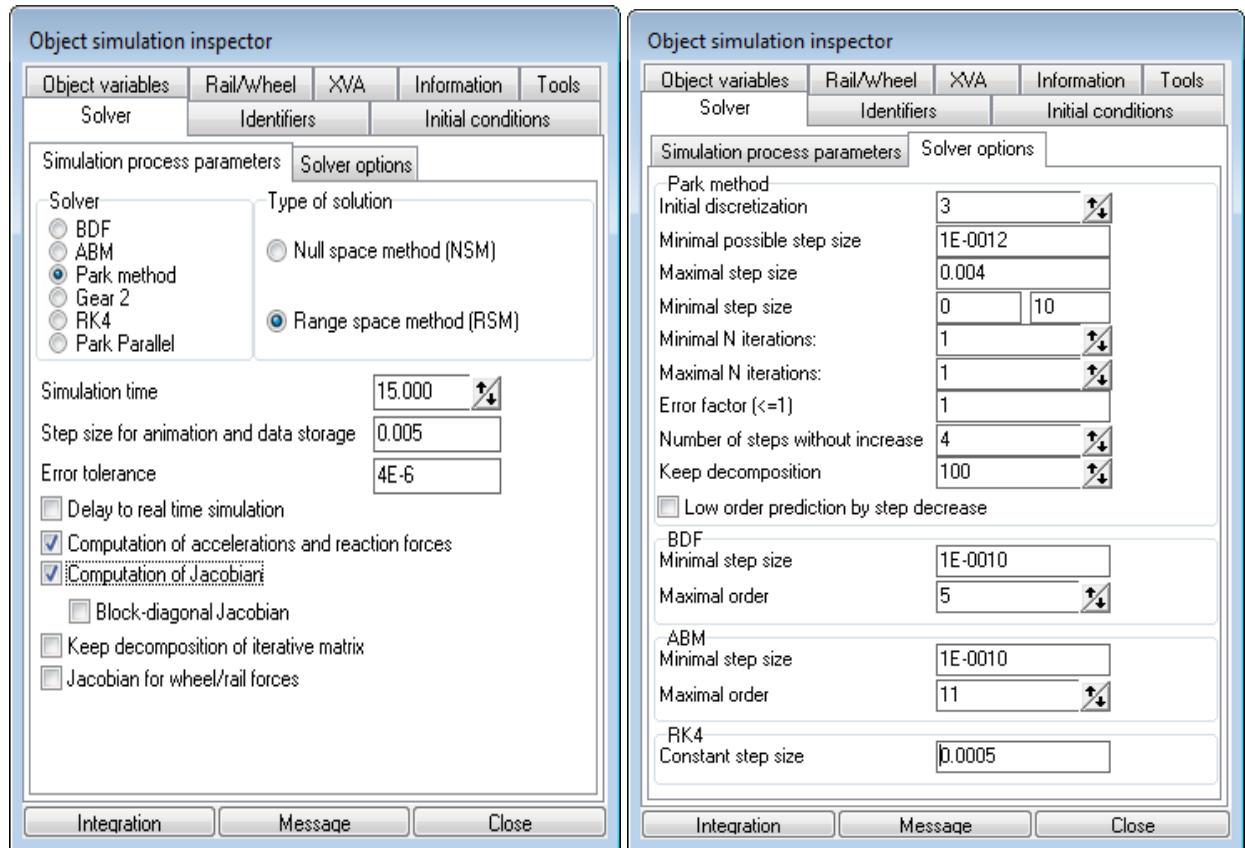 Object simulation inspector
Object variables Rail/Wheel XVA Information Tools
Solver Identifiers Initial conditions
Simulation process parameters Solver options
Solver Type of solution
BDF
ABM
Null space method (NSM)
Park method
Gear 2
RK4
Range space method (RSM)
Park Parallel
Simulation time 15.000
Step size for animation and data storage 0.005
Error tolerance 4E-6
Delay to real time simulation
Computation of accelerations and reaction forces
Computation of Jacobian
Block-diagonal Jacobian
Keep decomposition of iterative matrix
Jacobian for wheel/rail forces
Integration Message Close
Object simulation inspector
Object variables Rail/Wheel XVA Information Tools
Solver Identifiers Initial conditions
Simulation process parameters Solver options
Park method
Initial discretization 3
Minimal possible step size 1E-0012
Maximal step size 0.004
Minimal step size 0 10
Minimal N iterations: 1
Maximal N iterations: 1
Error factor (<=1) 1
Number of steps without increase 4
Keep decomposition 100
Low order prediction by step decrease
BDF
Minimal step size 1E-0010
Maximal order 5
ABM
Minimal step size 1E-0010
Maximal order 11
RK4
Constant step size 0.0005
Integration Message Close